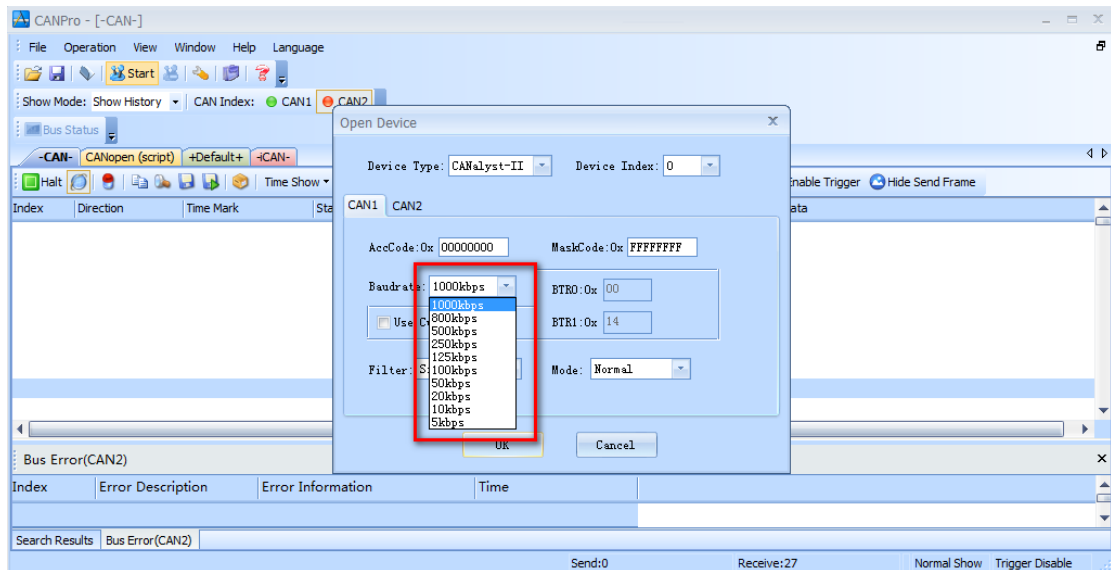 CANPro - [-CAN-]
File Operation View Window Help Language
Start
Show Mode: Show History CAN Index: CAN1 CAN2
Bus Status
Open Device
Device Type: CANalyst-II Device Index: 0
-CAN- CANopen (script) +Default+ -iCAN-
Halt Time Show Enable Trigger Hide Send Frame
Index Direction Time Mark Sta ata
CAN1 CAN2
AccCode:0x 00000000 MaskCode:0x FFFFFFFF
Baudrate: 1000kbps BTR0:0x 00
1000kbps
800kbps
Use C BTR1:0x 14
500kbps
250kbps
125kbps
Filter: S 100kbps Mode: Normal
50kbps
20kbps
10kbps
5kbps
OK Cancel
Bus Error(CAN2)
Index Error Description Error Information Time
Search Results Bus Error(CAN2)
Send:0 Receive:27 Normal Show Trigger Disable